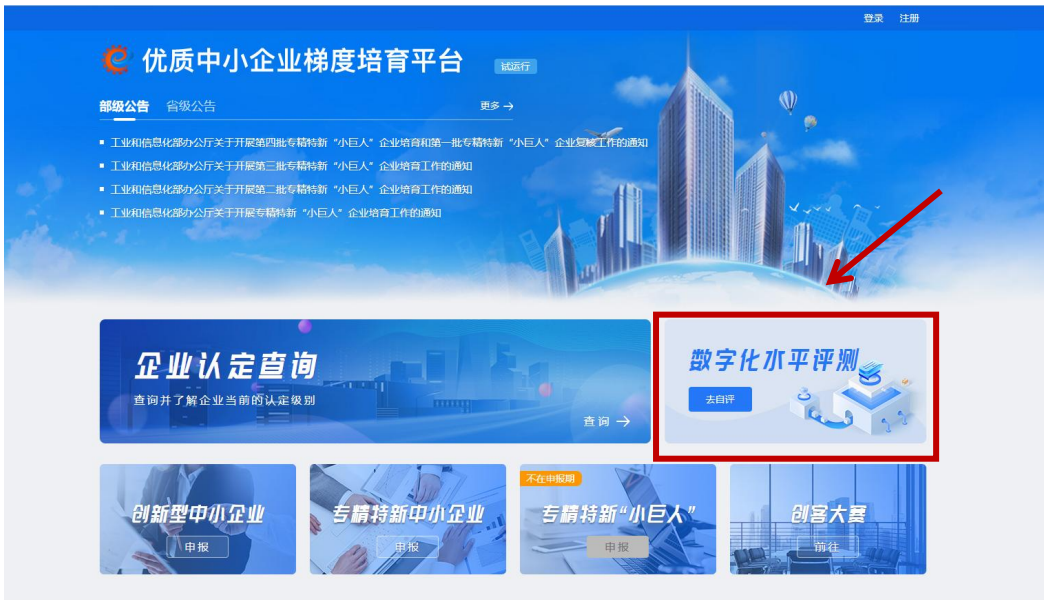 登录 注册
优质中小企业梯度培育平台 试运行
部级公告 省级公告 更多 →
▪ 工业和信息化部办公厅关于开展第四批专精特新“小巨人”企业培育和第一批专精特新“小巨人”企业复核工作的通知
▪ 工业和信息化部办公厅关于开展第三批专精特新“小巨人”企业培育工作的通知
▪ 工业和信息化部办公厅关于开展第二批专精特新“小巨人”企业培育工作的通知
▪ 工业和信息化部办公厅关于开展专精特新“小巨人”企业培育工作的通知
企业认定查询
查询并了解企业当前的认定级别
查询 →
数字化水平评测
去自评
创新型中小企业
申报
专精特新中小企业
申报
不在申报期
专精特新“小巨人”
申报
创客大赛
前往